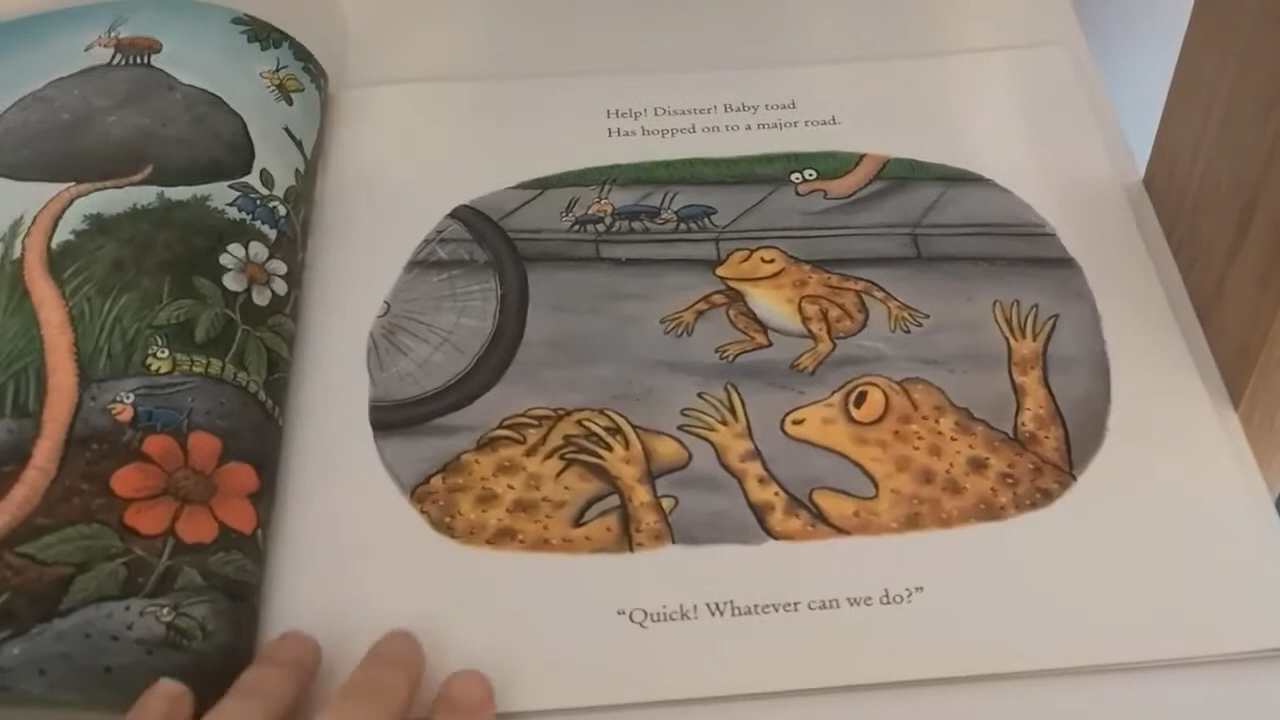 Help! Disaster! Baby toad
Has hopped on to a major road.
“Quick! Whatever can we do?”